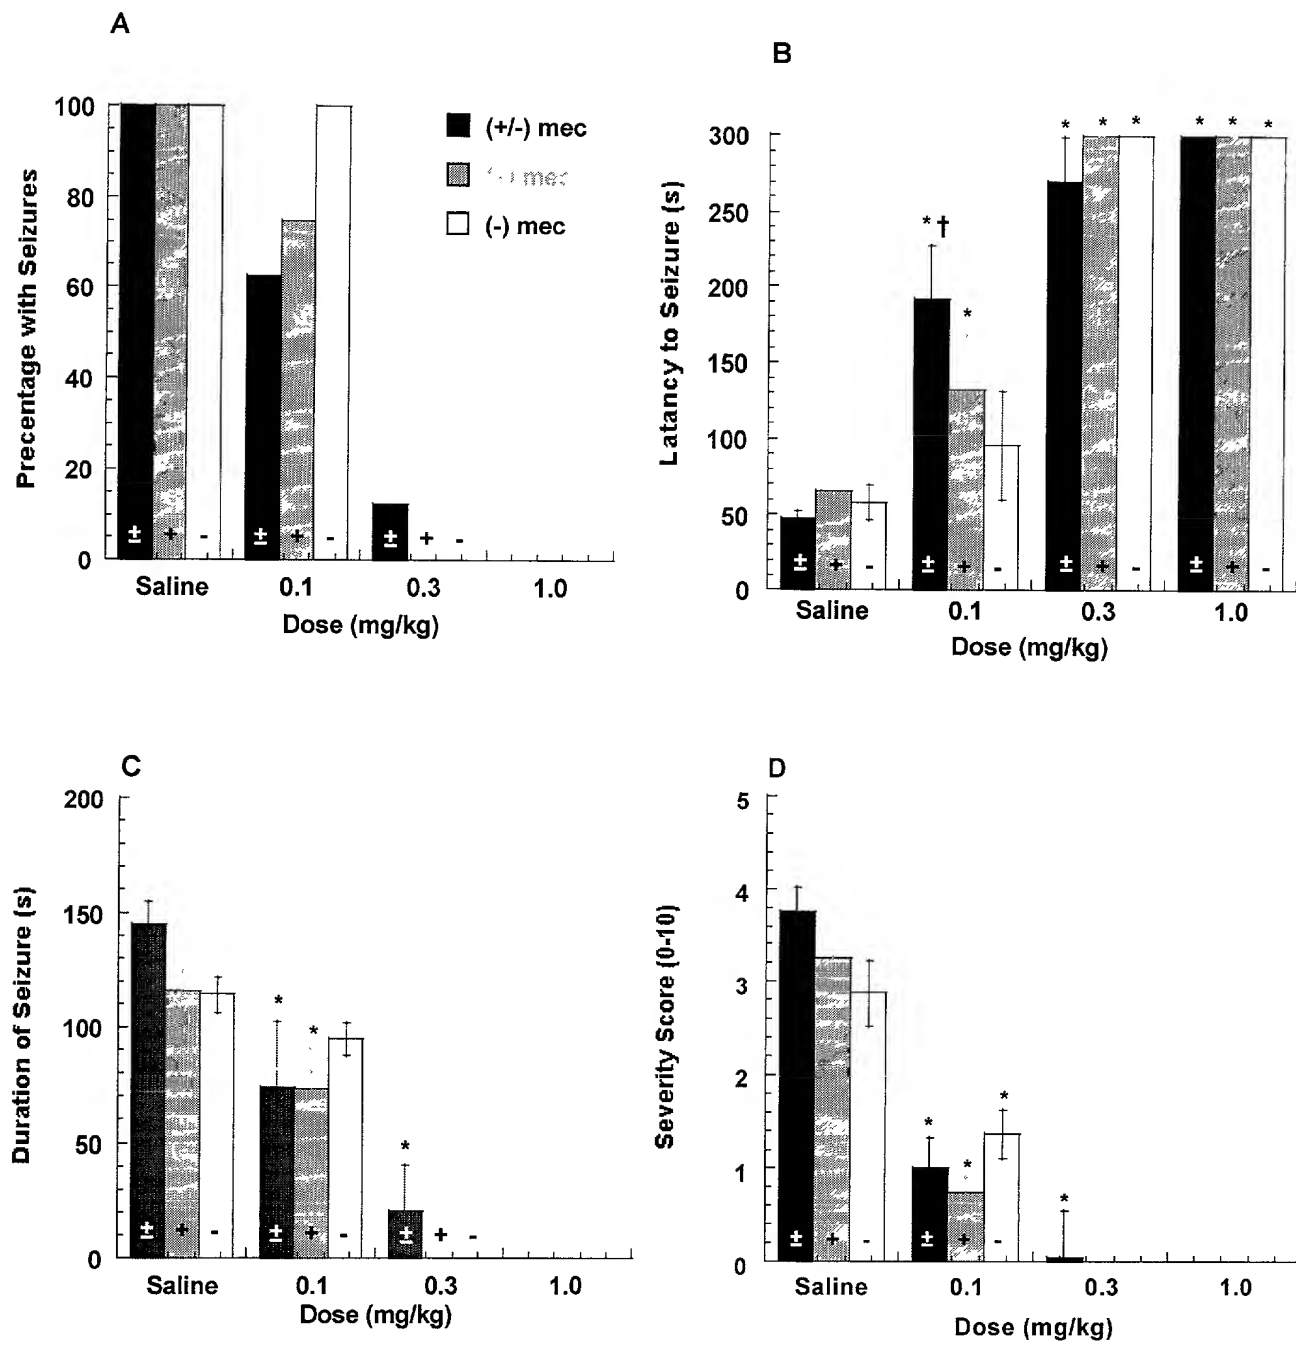 A
100
80
60
40
20
0
Precentage with Seizures
(+/-) mec
mec
(-) mec
± + -
± + -
± + -
Saline 0.1 0.3 1.0
Dose (mg/kg)
B
300
250
200
150
100
50
0
Latancy to Seizure (s)
* †
*
* * *
* * *
± + -
± + -
± + -
± + -
Saline 0.1 0.3 1.0
Dose (mg/kg)
C
200
150
100
50
0
Duration of Seizure (s)
*
*
*
± + -
± + -
± + -
Saline 0.1 0.3 1.0
Dose (mg/kg)
D
5
4
3
2
1
0
Severity Score (0-10)
*
*
*
*
± + -
± + -
Saline 0.1 0.3 1.0
Dose (mg/kg)